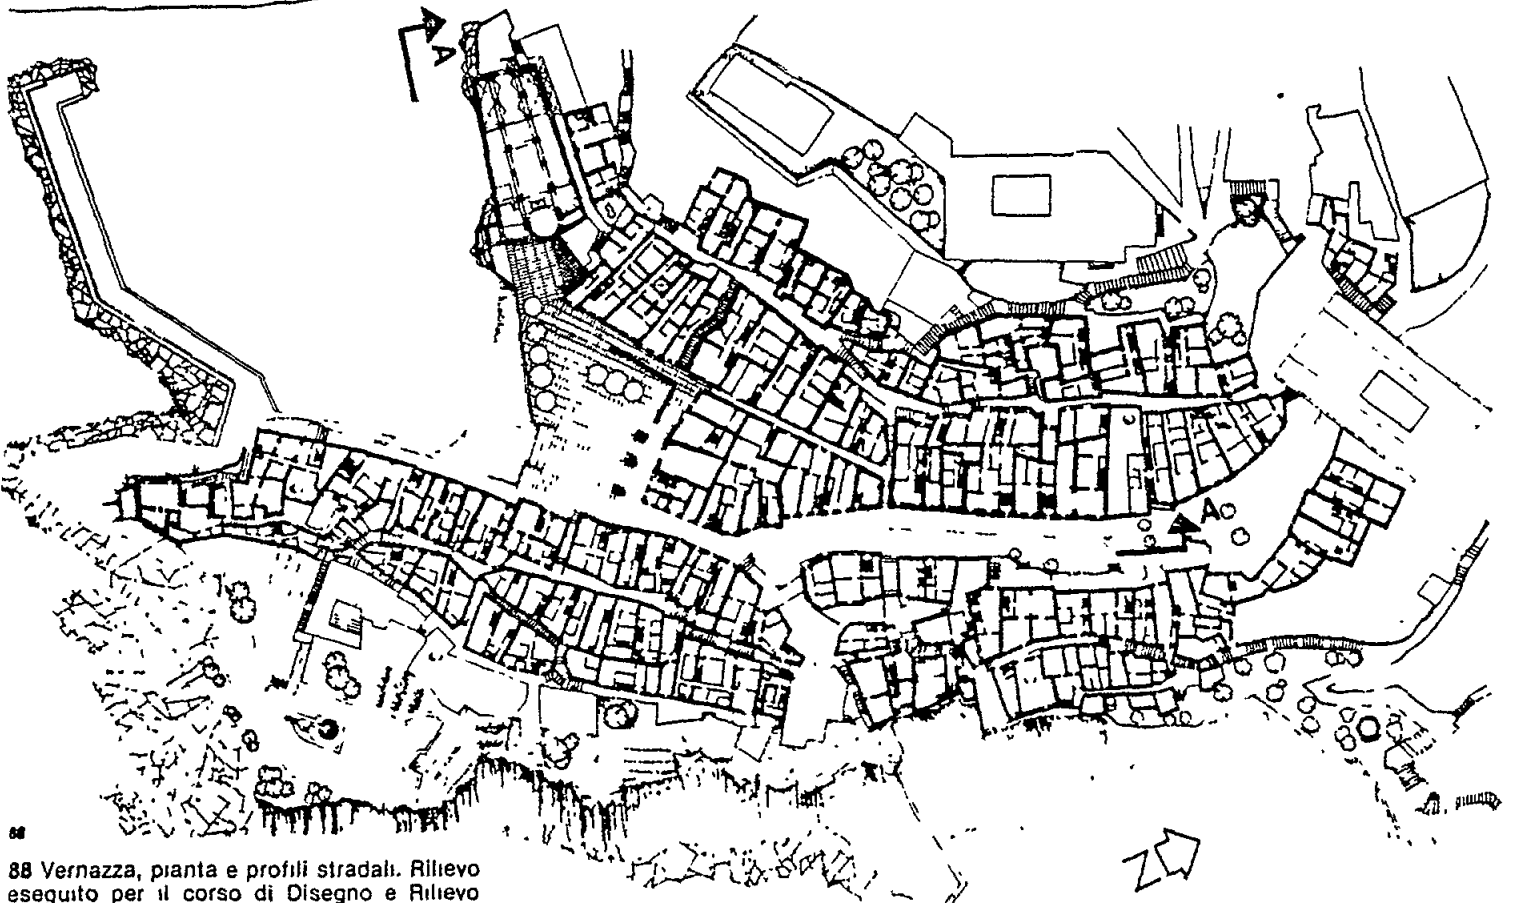 A
A
N
88
88 Vernazza, pianta e profili stradali. Rilievo
eseguito per il corso di Disegno e Rilievo